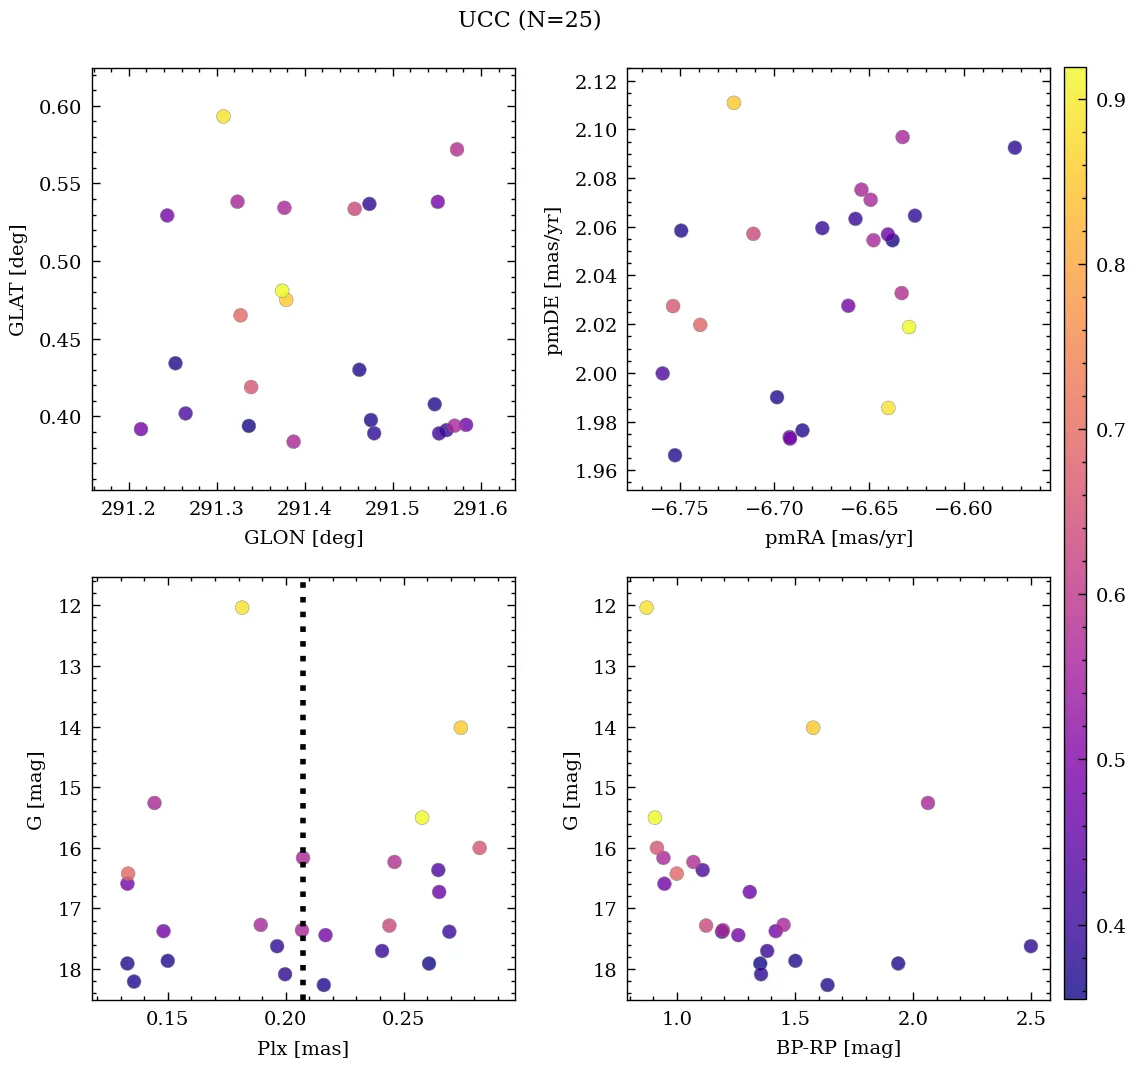 UCC (N=25)
0.60
0.55
0.50
0.45
0.40
GLAT [deg]
291.2 291.3 291.4 291.5 291.6
GLON [deg]
2.12
2.10
2.08
2.06
2.04
2.02
2.00
1.98
1.96
pmDE [mas/yr]
−6.75 −6.70 −6.65 −6.60
pmRA [mas/yr]
0.9
0.8
0.7
0.6
0.5
0.4
12
13
14
15
16
17
18
G [mag]
0.15 0.20 0.25
Plx [mas]
12
13
14
15
16
17
18
G [mag]
1.0 1.5 2.0 2.5
BP-RP [mag]